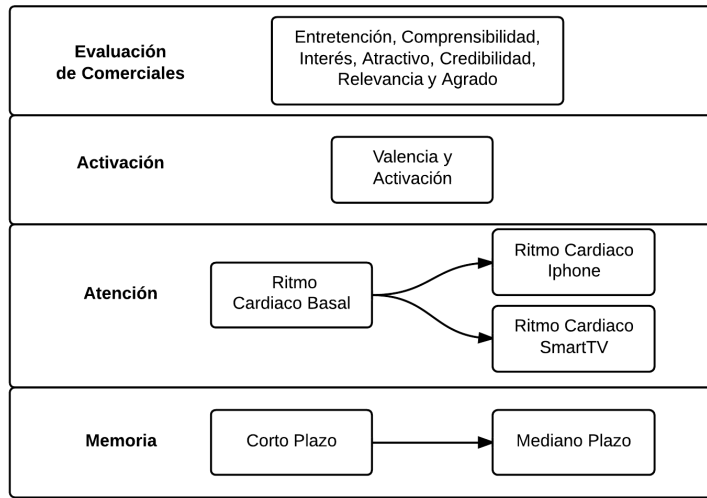 Evaluación
de Comerciales
Entretención, Comprensibilidad,
Interés, Atractivo, Credibilidad,
Relevancia y Agrado
Activación
Valencia y
Activación
Atención
Ritmo
Cardiaco Basal
Ritmo Cardiaco
Iphone
Ritmo Cardiaco
SmartTV
Memoria
Corto Plazo
Mediano Plazo